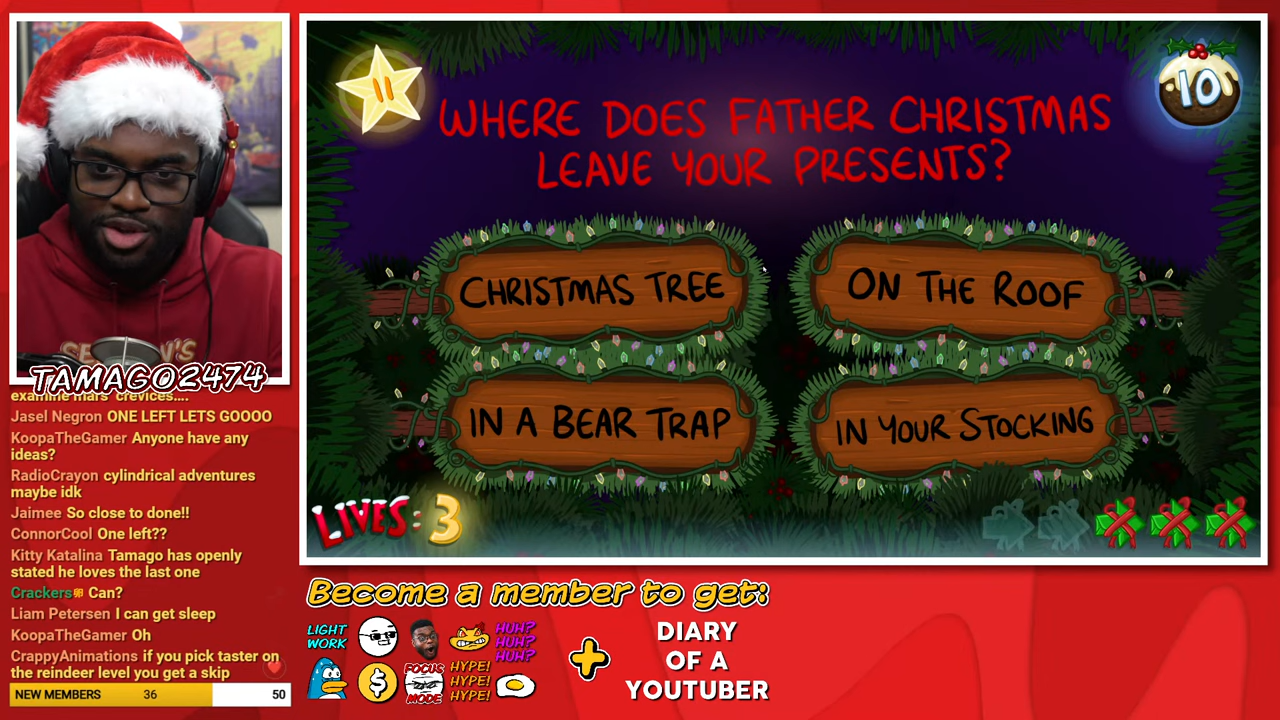 10
WHERE DOES FATHER CHRISTMAS
LEAVE YOUR PRESENTS?
CHRISTMAS TREE
ON THE ROOF
IN A BEAR TRAP
IN YOUR STOCKING
LIVES: 3
TAMAGO2474
examine mars' crevices....
Jasel Negron ONE LEFT LETS GOOOO
KoopaTheGamer Anyone have any
ideas?
RadioCrayon cylindrical adventures
maybe idk
Jaimee So close to done!!
ConnorCool One left??
Kitty Katalina Tamago has openly
stated he loves the last one
Crackers Can?
Liam Petersen I can get sleep
KoopaTheGamer Oh
CrappyAnimations if you pick taster on
the reindeer level you get a skip
NEW MEMBERS 36 50
Become a member to get:
LIGHT
WORK
HUH?
HUH?
HUH?
$
FOCUS
MODE
HYPE!
HYPE!
HYPE!
+
DIARY
OF A
YOUTUBER